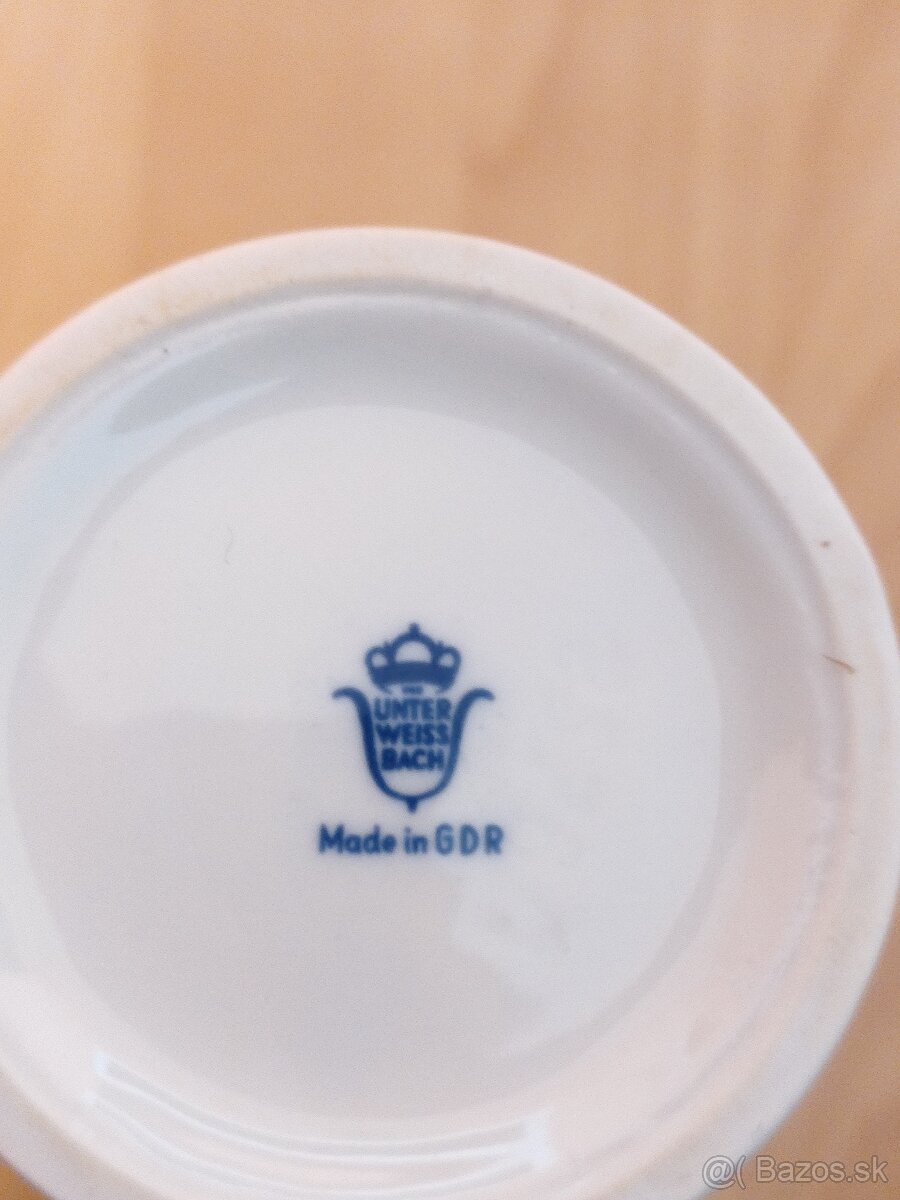 UNTER
WEISS
BACH
Made in GDR
@( Bazos.sk